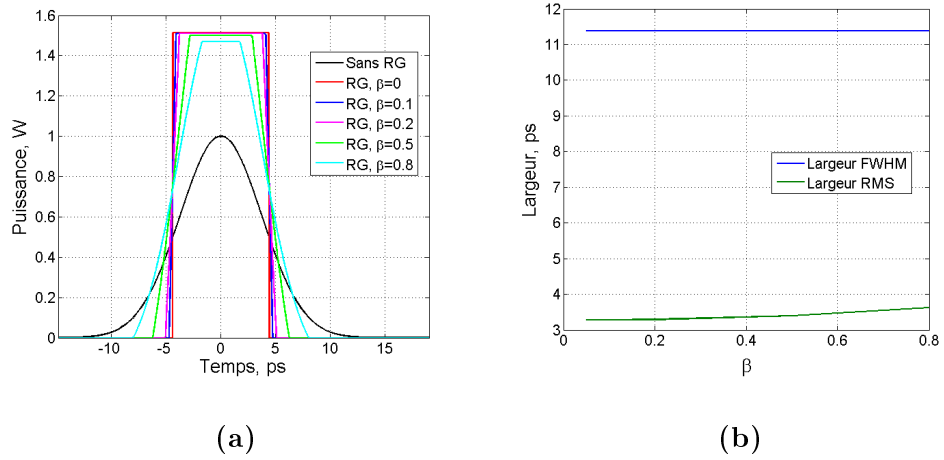 1.6
1.4
1.2
1
0.8
0.6
0.4
0.2
0
Puissance, W
-10 -5 0 5 10 15
Temps, ps
Sans RG
RG, β=0
RG, β=0.1
RG, β=0.2
RG, β=0.5
RG, β=0.8
(a)
12
11
10
9
8
7
6
5
4
3
Largeur, ps
0 0.2 0.4 0.6 0.8
β
Largeur FWHM
Largeur RMS
(b)